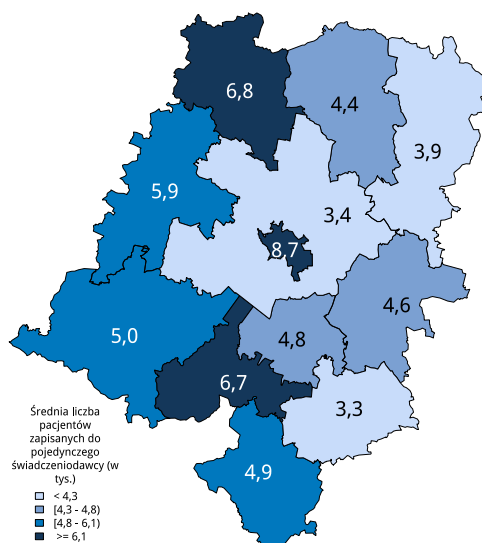 6,8
4,4
3,9
5,9
3,4
8,7
4,6
5,0
4,8
6,7
3,3
4,9
Średnia liczba
pacjentów
zapisanych do
pojedynczego
świadczeniodawcy (w
tys.)
< 4,3
[4,3 - 4,8)
[4,8 - 6,1)
>= 6,1